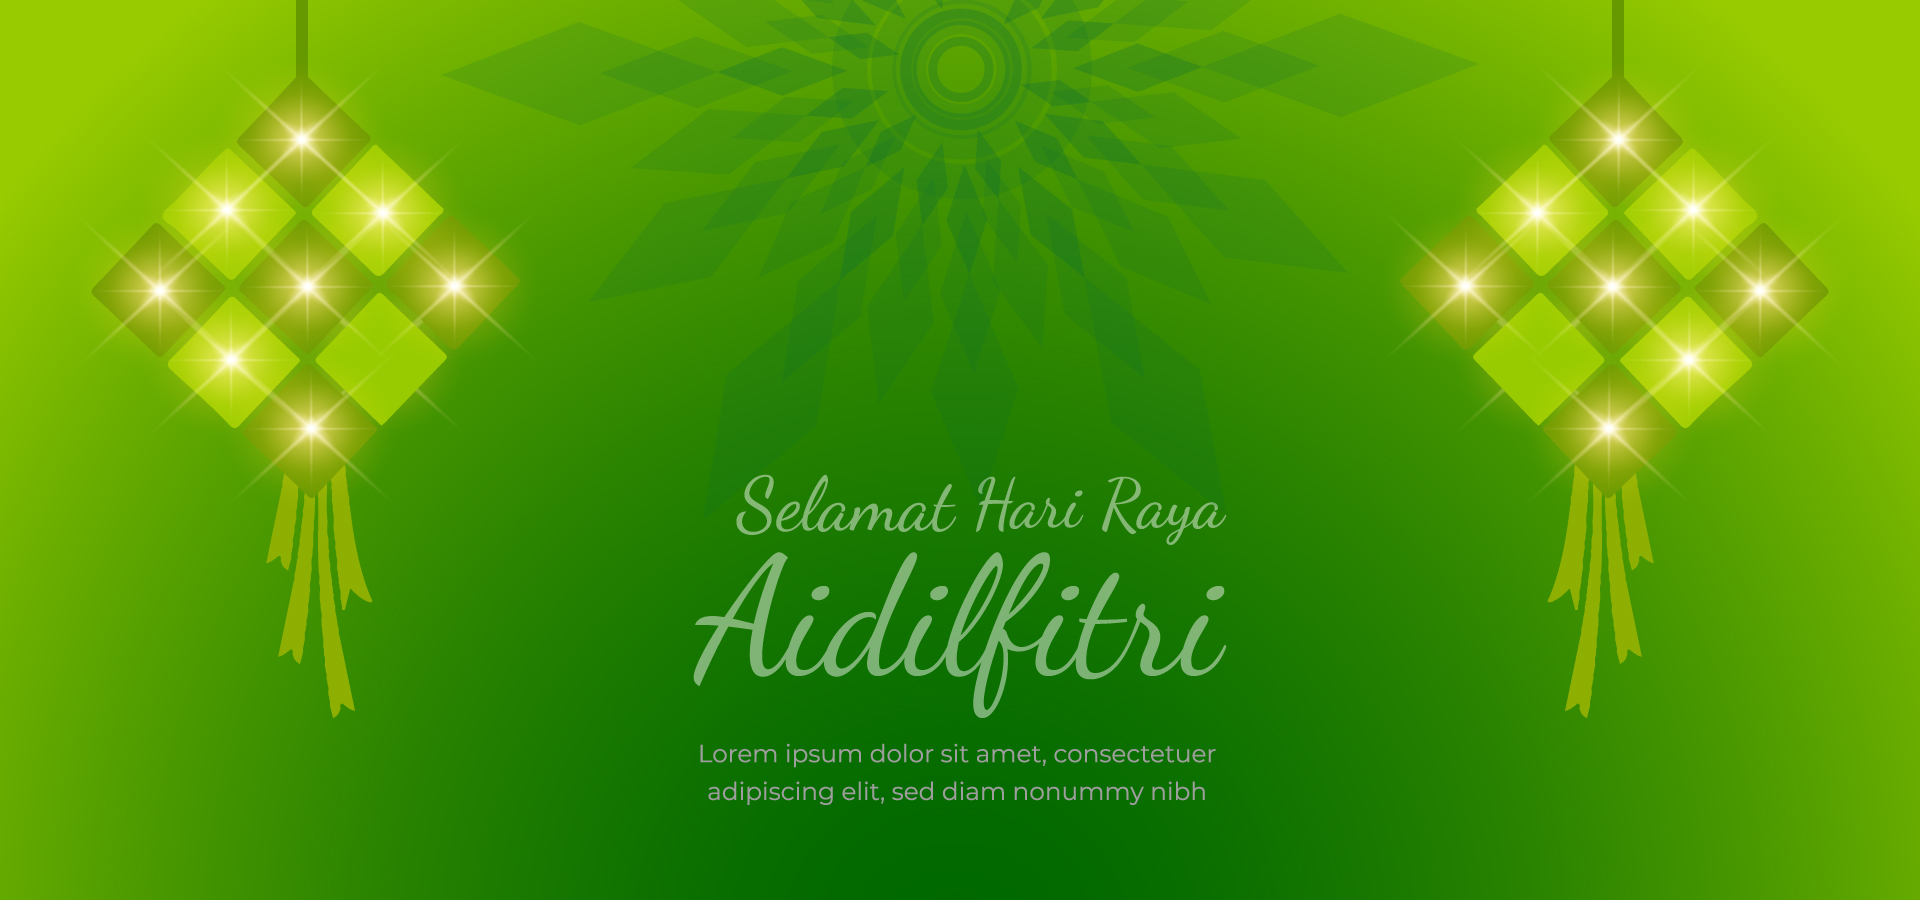 Selamat Hari Raya
Aidilfitri
Lorem ipsum dolor sit amet, consectetuer
adipiscing elit, sed diam nonummy nibh